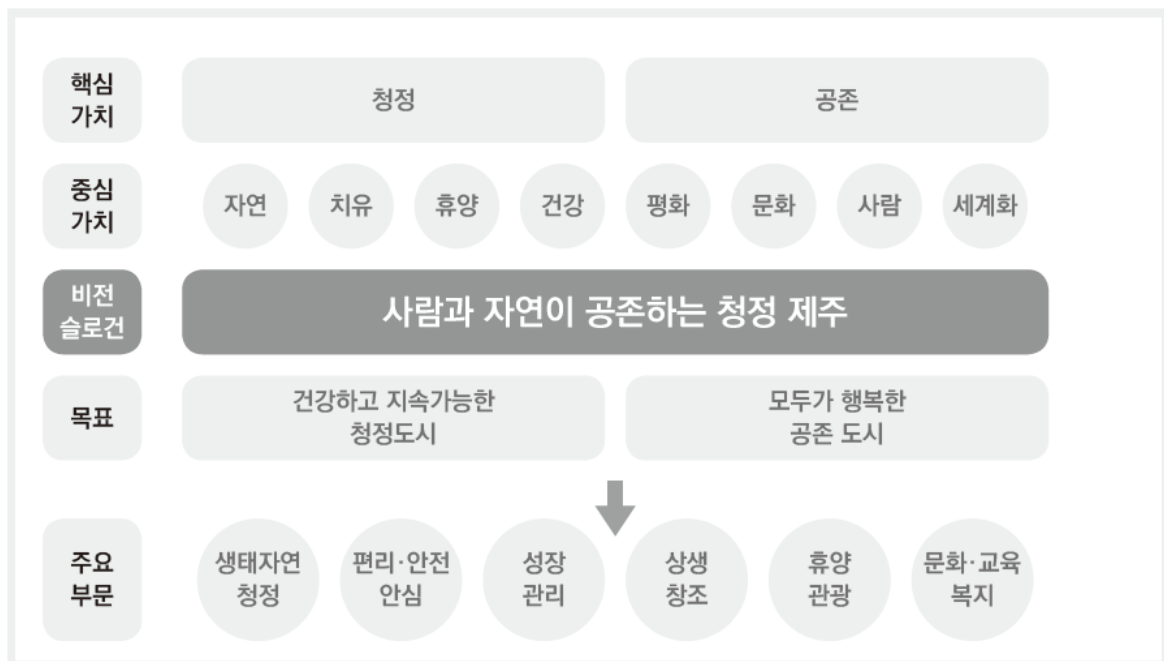 핵심
가치
청정
공존
중심
가치
자연
치유
휴양
건강
평화
문화
사람
세계화
비전
슬로건
사람과 자연이 공존하는 청정 제주
목표
건강하고 지속가능한
청정도시
모두가 행복한
공존 도시
주요
부문
생태자연
청정
편리·안전
안심
성장
관리
상생
창조
휴양
관광
문화·교육
복지